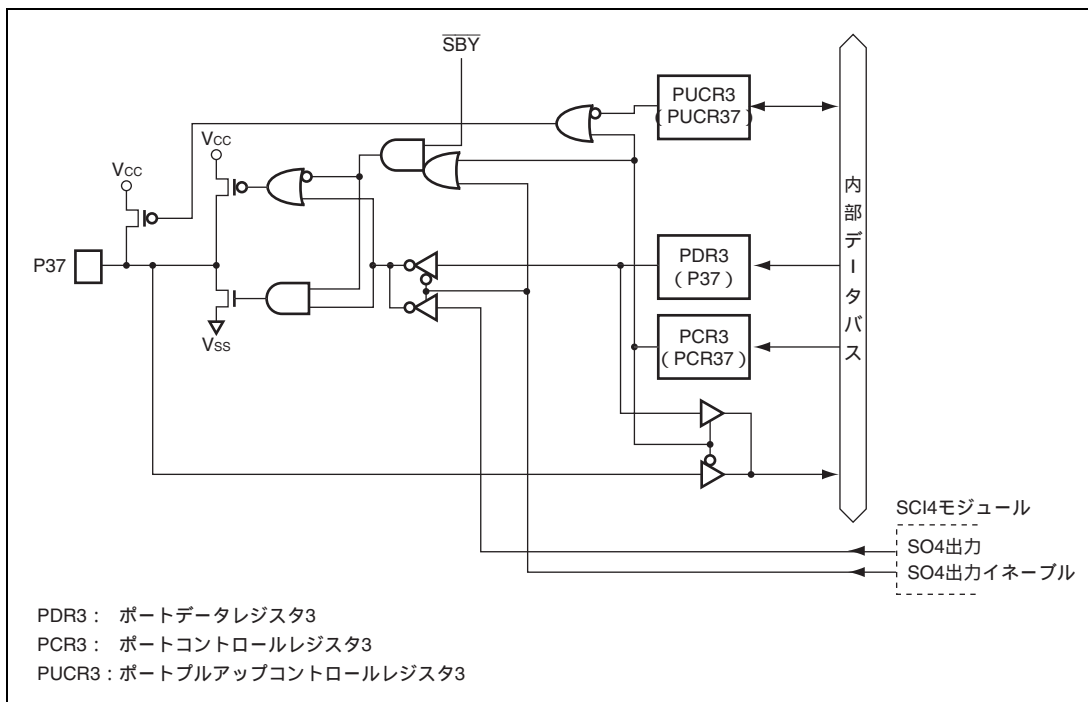 SBY
PUCR3
(PUCR37)
VCC
VCC
P37
PDR3
(P37)
VSS
PCR3
(PCR37)
内部データバス
SCI4モジュール
SO4出力
SO4出力イネーブル
PDR3： ポートデータレジスタ3
PCR3： ポートコントロールレジスタ3
PUCR3：ポートプルアップコントロールレジスタ3